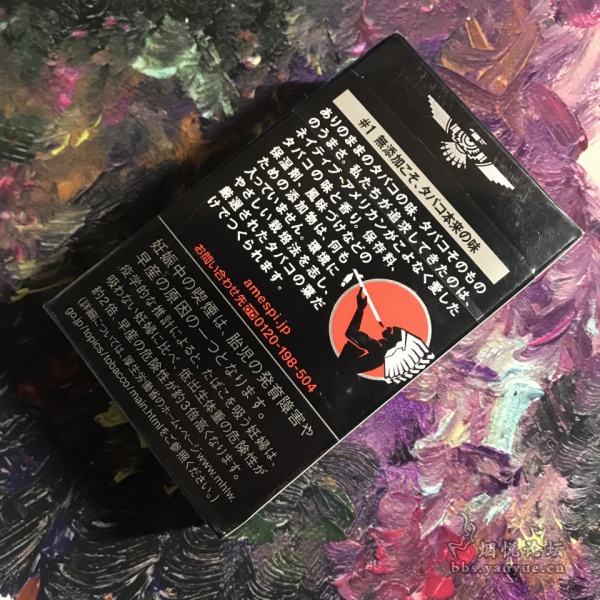 #1 無添加こそ、タバコ本来の味
ありのままのタバコの味、タバコそのもの
のうまさ。私たちが追求してきたのは、
ネイティブ・アメリカンがこよなく愛した
タバコの味と香り。保存料、
保湿剤、風味づけなどの
ための添加物は、何も
入っていません。環境に
やさしい栽培法を志し、
厳選されたタバコの葉だ
けでつくられます。
amespi.jp
お問い合わせ先 0120-198-504
妊娠中の喫煙は、胎児の発育障害や
早産の原因の一つとなります。
疫学的な推計によると、たばこを吸う妊婦は、
吸わない妊婦に比べ、低出生体重の危険性が
約2倍、早産の危険性が約3倍高くなります。
(詳細については、厚生労働省のホーム・ページ www.mhlw.
go.jp/topics/tobacco/main.htmlをご参照ください。)
烟悦论坛
bbs.yanyue.cn